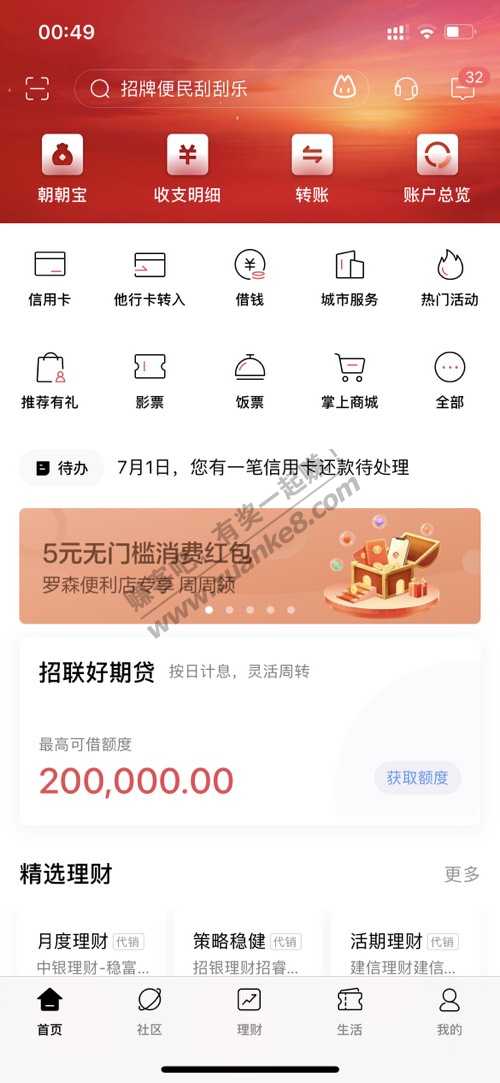 00:49
招牌便民刮刮乐
32
朝朝宝 收支明细 转账 账户总览
信用卡 他行卡转入 借钱 城市服务 热门活动
推荐有礼 影票 饭票 掌上商城 全部
待办 7月1日，您有一笔信用卡还款待处理
5元无门槛消费红包
罗森便利店专享 周周领
赚客吧，有奖一起赚！
www.zuanke8.com
招联好期贷 按日计息，灵活周转
最高可借额度
200,000.00 获取额度
精选理财 更多
月度理财 代销 策略稳健 代销 活期理财 代销
中银理财-稳富... 招银理财招睿... 建信理财建信...
首页 社区 理财 生活 我的